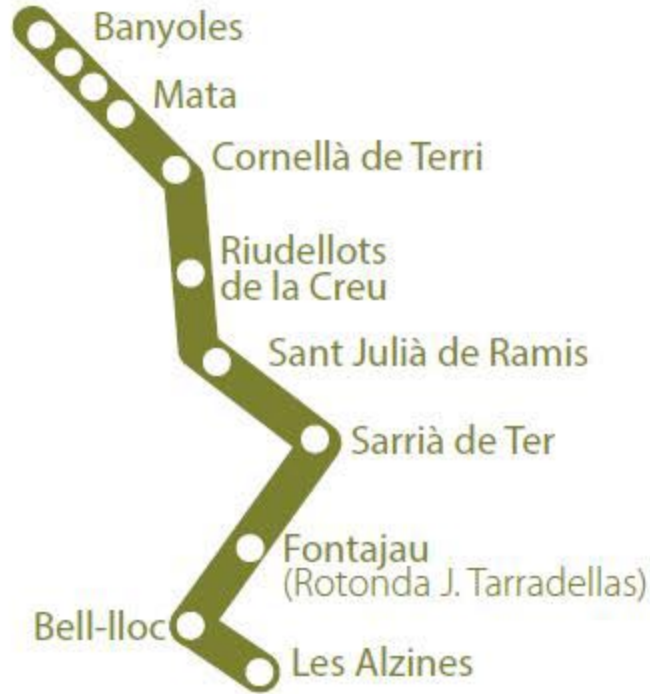 Banyoles
Mata
Cornellà de Terri
Riudellots
de la Creu
Sant Julià de Ramis
Sarrià de Ter
Fontajau
(Rotonda J. Tarradellas)
Bell-lloc
Les Alzines